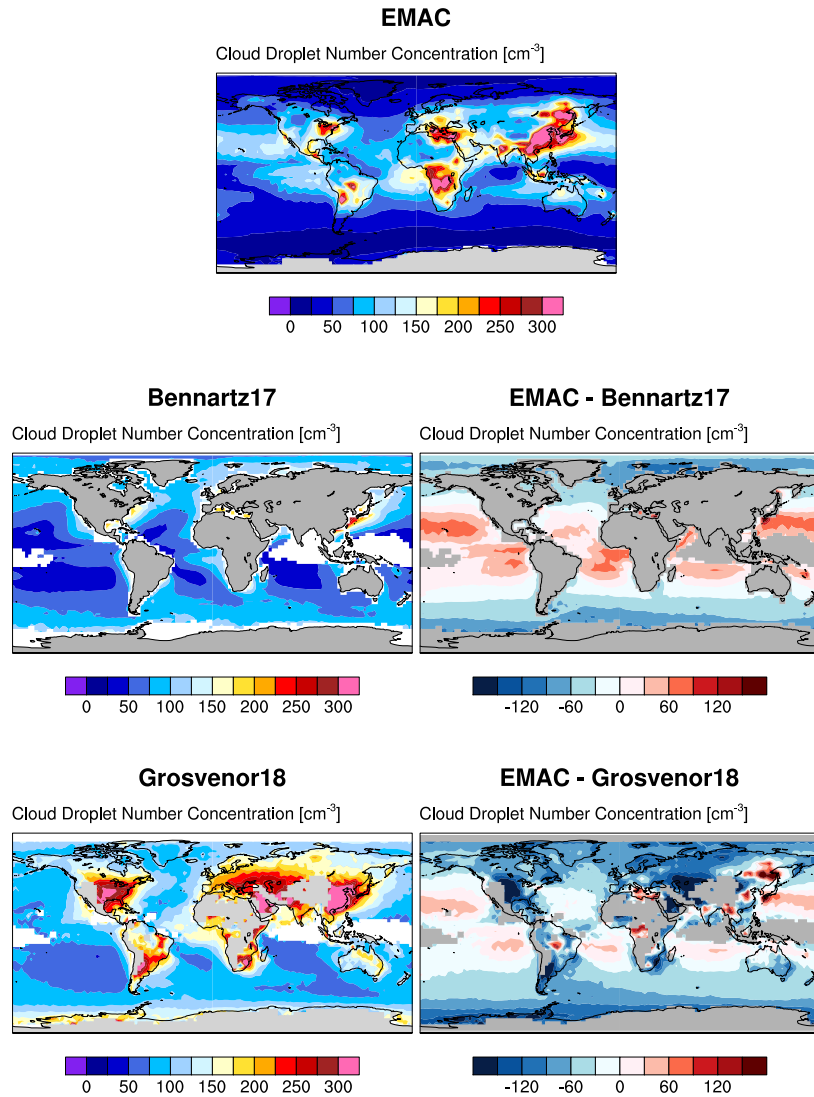 EMAC
Cloud Droplet Number Concentration [cm-3]
0 50 100 150 200 250 300
Bennartz17
Cloud Droplet Number Concentration [cm-3]
0 50 100 150 200 250 300
EMAC - Bennartz17
Cloud Droplet Number Concentration [cm-3]
-120 -60 0 60 120
Grosvenor18
Cloud Droplet Number Concentration [cm-3]
0 50 100 150 200 250 300
EMAC - Grosvenor18
Cloud Droplet Number Concentration [cm-3]
-120 -60 0 60 120